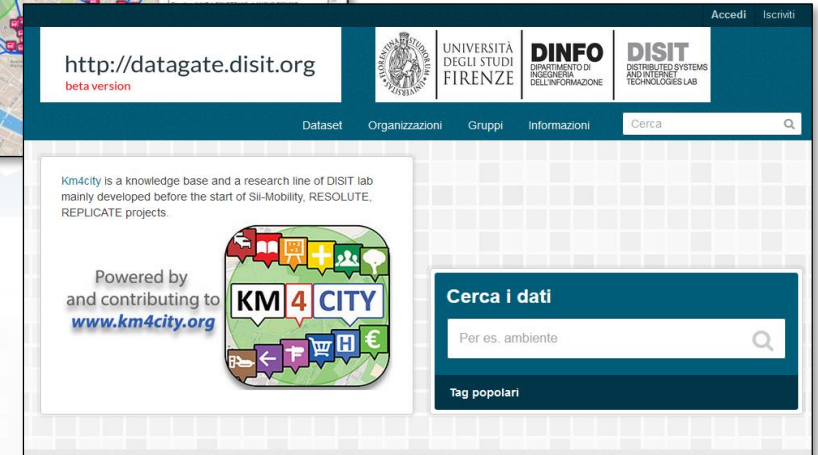 Accedi Iscriviti
http://datagate.disit.org
beta version
UNIVERSITÀ
DEGLI STUDI
FIRENZE
DINFO
DIPARTIMENTO DI
INGEGNERIA
DELL'INFORMAZIONE
DISIT
DISTRIBUTED SYSTEMS
AND INTERNET
TECHNOLOGIES LAB
Dataset Organizzazioni Gruppi Informazioni Cerca
Km4city is a knowledge base and a research line of DISIT lab
mainly developed before the start of Sii-Mobility, RESOLUTE,
REPLICATE projects.
Powered by
and contributing to
www.km4city.org
KM 4 CITY
H €
Cerca i dati
Per es. ambiente
Tag popolari